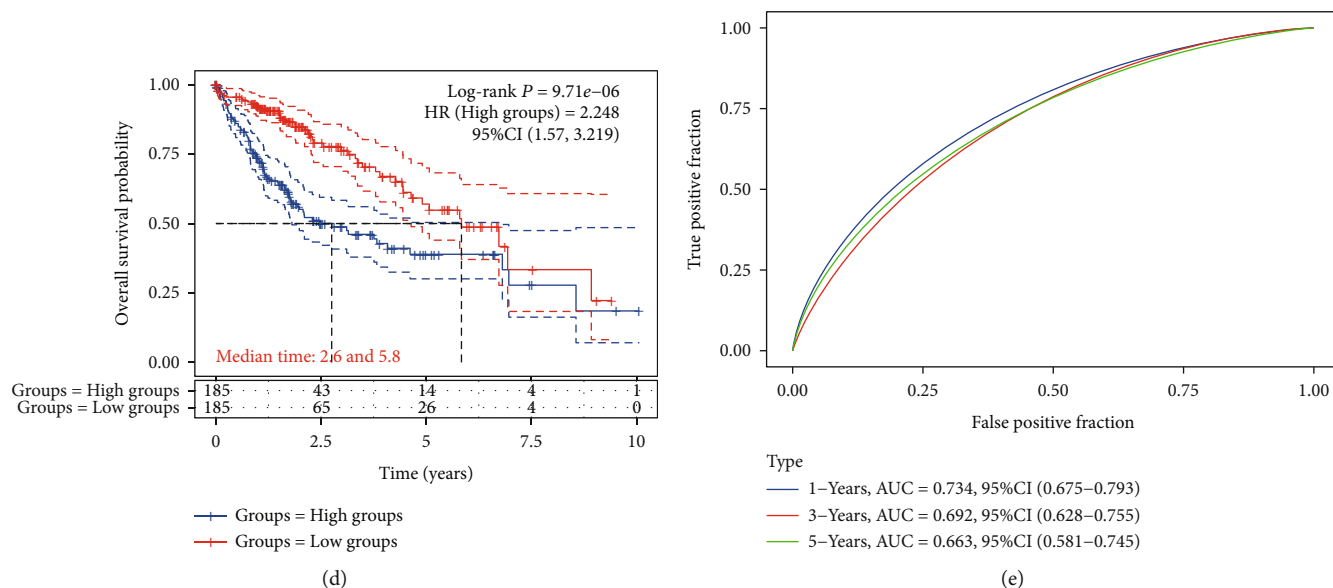 Overall survival probability
1.00
0.75
0.50
0.25
0.00
Log-rank P = 9.71e−06
HR (High groups) = 2.248
95%CI (1.57, 3.219)
Median time: 2.6 and 5.8
Groups = High groups 185 43 14 4 1
Groups = Low groups 185 65 26 4 0
0 2.5 5 7.5 10
Time (years)
Groups = High groups
Groups = Low groups
(d)
True positive fraction
1.00
0.75
0.50
0.25
0.00
0.00 0.25 0.50 0.75 1.00
False positive fraction
Type
1−Years, AUC = 0.734, 95%CI (0.675−0.793)
3−Years, AUC = 0.692, 95%CI (0.628−0.755)
5−Years, AUC = 0.663, 95%CI (0.581−0.745)
(e)